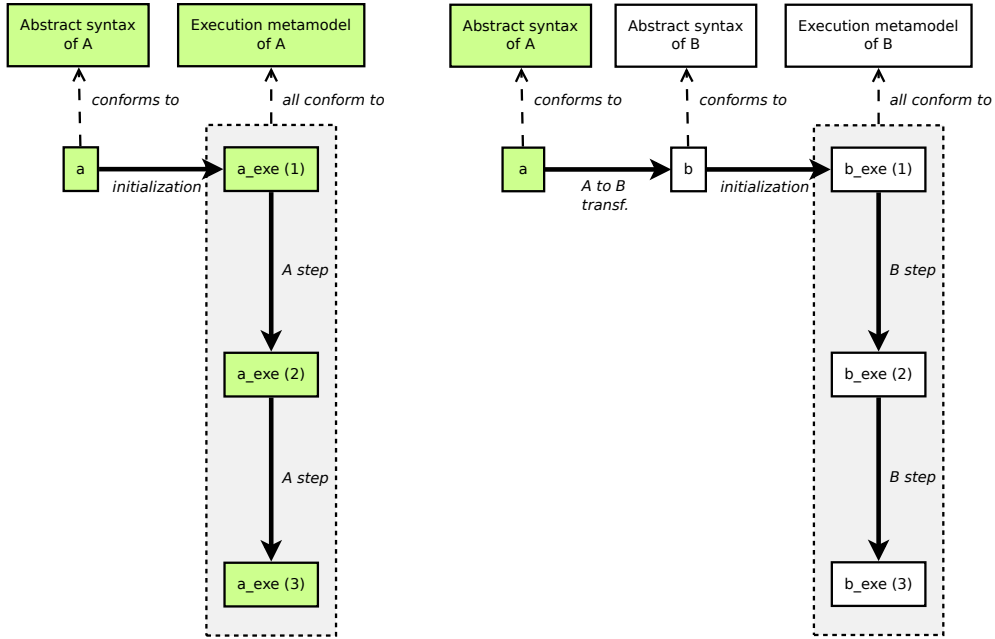 Abstract syntax
of A
Execution metamodel
of A
conforms to
all conform to
a
initialization
a_exe (1)
A step
a_exe (2)
A step
a_exe (3)
Abstract syntax
of A
Abstract syntax
of B
Execution metamodel
of B
conforms to
conforms to
all conform to
a
A to B
transf.
b
initialization
b_exe (1)
B step
b_exe (2)
B step
b_exe (3)